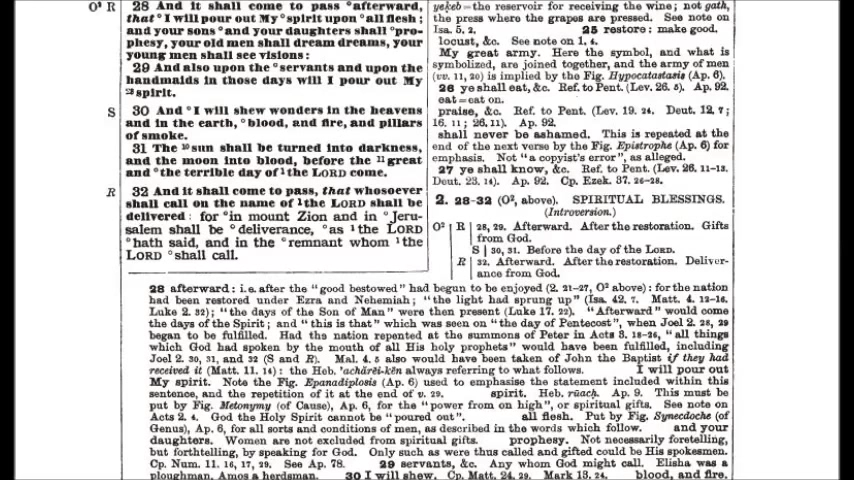 O² R 28 And it shall come to pass °afterward,
that °I will pour out My °spirit upon °all flesh;
and your sons °and your daughters shall °pro-
phesy, your old men shall dream dreams, your
young men shall see visions:
29 And also upon the °servants and upon the
handmaids in those days will I pour out My
²⁸ spirit.
S 30 And °I will shew wonders in the heavens
and in the earth, °blood, and fire, and pillars
of smoke.
31 The ¹⁰ sun shall be turned into darkness,
and the moon into blood, before the ¹¹ great
and °the terrible day of ¹ the LORD come.
R 32 And it shall come to pass, that whosoever
shall call on the name of ¹ the LORD shall be
delivered: for °in mount Zion and in °Jeru-
salem shall be °deliverance, °as ¹ the LORD
°hath said, and in the °remnant whom ¹ the
LORD °shall call.
yeḳeb = the reservoir for receiving the wine; not gath,
the press where the grapes are pressed. See note on
Isa. 5. 2. 25 restore: make good.
locust, &c. See note on 1. 4.
My great army. Here the symbol, and what is
symbolized, are joined together, and the army of men
(vv. 11, 20) is implied by the Fig. Hypocatastasis (Ap. 6).
26 ye shall eat, &c. Ref. to Pent. (Lev. 26. 5). Ap. 92.
eat = eat on.
praise, &c. Ref. to Pent. (Lev. 19. 24. Deut. 12. 7;
16. 11; 26. 11). Ap. 92.
shall never be ashamed. This is repeated at the
end of the next verse by the Fig. Epistrophe (Ap. 6) for
emphasis. Not "a copyist's error", as alleged.
27 ye shall know, &c. Ref. to Pent. (Lev. 26. 11-13.
Deut. 23. 14). Ap. 92. Cp. Ezek. 37. 26-28.
2. 28-32 (O², above). SPIRITUAL BLESSINGS.
(Introversion.)
O² R 28, 29. Afterward. After the restoration. Gifts
from God.
S 30, 31. Before the day of the LORD.
R 32. Afterward. After the restoration. Deliver-
ance from God.
28 afterward: i.e. after the "good bestowed" had begun to be enjoyed (2. 21-27, O² above): for the nation
had been restored under Ezra and Nehemiah; "the light had sprung up" (Isa. 42. 7. Matt. 4. 12-16.
Luke 2. 32); "the days of the Son of Man" were then present (Luke 17. 22). "Afterward" would come
the days of the Spirit; and "this is that" which was seen on "the day of Pentecost", when Joel 2. 28, 29
began to be fulfilled. Had the nation repented at the summons of Peter in Acts 3. 18-26, "all things
which God had spoken by the mouth of all His holy prophets" would have been fulfilled, including
Joel 2. 30, 31, and 32 (S and R). Mal. 4. 5 also would have been taken of John the Baptist if they had
received it (Matt. 11. 14): the Heb. 'achărēi-kēn always referring to what follows. I will pour out
My spirit. Note the Fig. Epanadiplosis (Ap. 6) used to emphasise the statement included within this
sentence, and the repetition of it at the end of v. 29. spirit. Heb. rūach. Ap. 9. This must be
put by Fig. Metonymy (of Cause), Ap. 6, for the "power from on high", or spiritual gifts. See note on
Acts 2. 4. God the Holy Spirit cannot be "poured out". all flesh. Put by Fig. Synecdoche (of
Genus), Ap. 6, for all sorts and conditions of men, as described in the words which follow. and your
daughters. Women are not excluded from spiritual gifts. prophesy. Not necessarily foretelling,
but forthtelling, by speaking for God. Only such as were thus called and gifted could be His spokesmen.
Cp. Num. 11. 16, 17, 29. See Ap. 78. 29 servants, &c. Any whom God might call. Elisha was a
ploughman, Amos a herdsman. 30 I will shew. Cp. Matt. 24. 29. Mark 13. 24. blood, and fire.